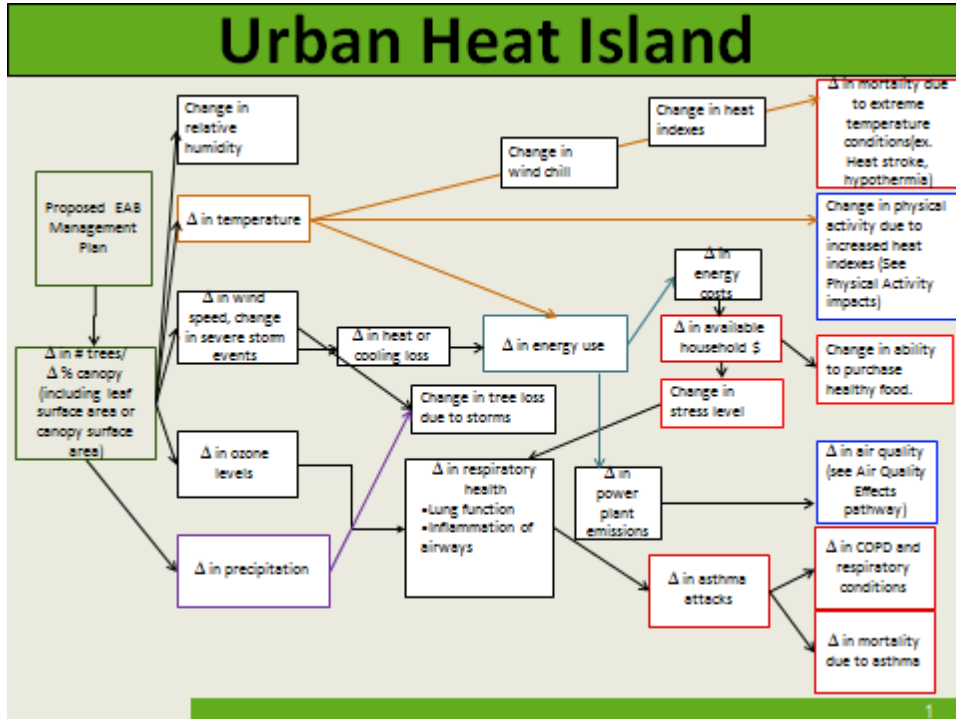 Urban Heat Island
Change in
relative
humidity
Proposed EAB
Management
Plan
Δ in temperature
Δ in wind
speed, change
in severe storm
events
Δ in # trees/
Δ % canopy
(including leaf
surface area or
canopy surface
area)
Δ in ozone
levels
Δ in precipitation
Δ in heat or
cooling loss
Change in tree loss
due to storms
Δ in respiratory
health
•Lung function
•Inflammation of
airways
Change in
wind chill
Change in heat
indexes
Δ in energy use
Δ in
energy
costs
Δ in available
household $
Change in
stress level
Δ in
power
plant
emissions
Δ in asthma
attacks
Δ in mortality due
to extreme
temperature
conditions(ex.
Heat stroke,
hypothermia)
Change in physical
activity due to
increased heat
indexes (See
Physical Activity
impacts)
Change in ability
to purchase
healthy food.
Δ in air quality
(see Air Quality
Effects
pathway)
Δ in COPD and
respiratory
conditions
Δ in mortality
due to asthma
1